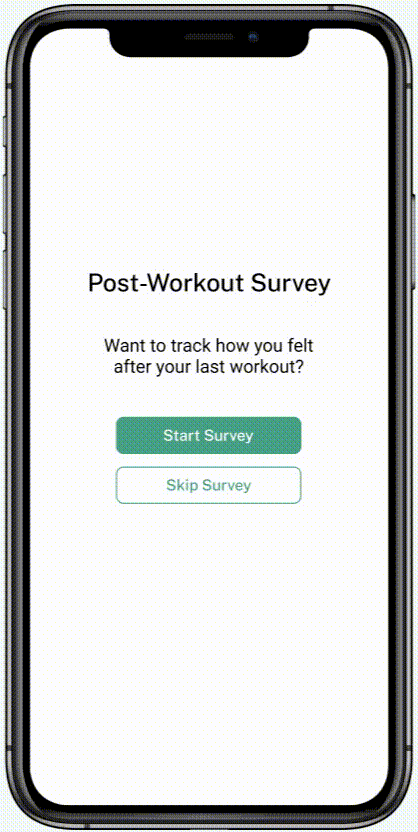 Post-Workout Survey
Want to track how you felt
after your last workout?
Start Survey
Skip Survey